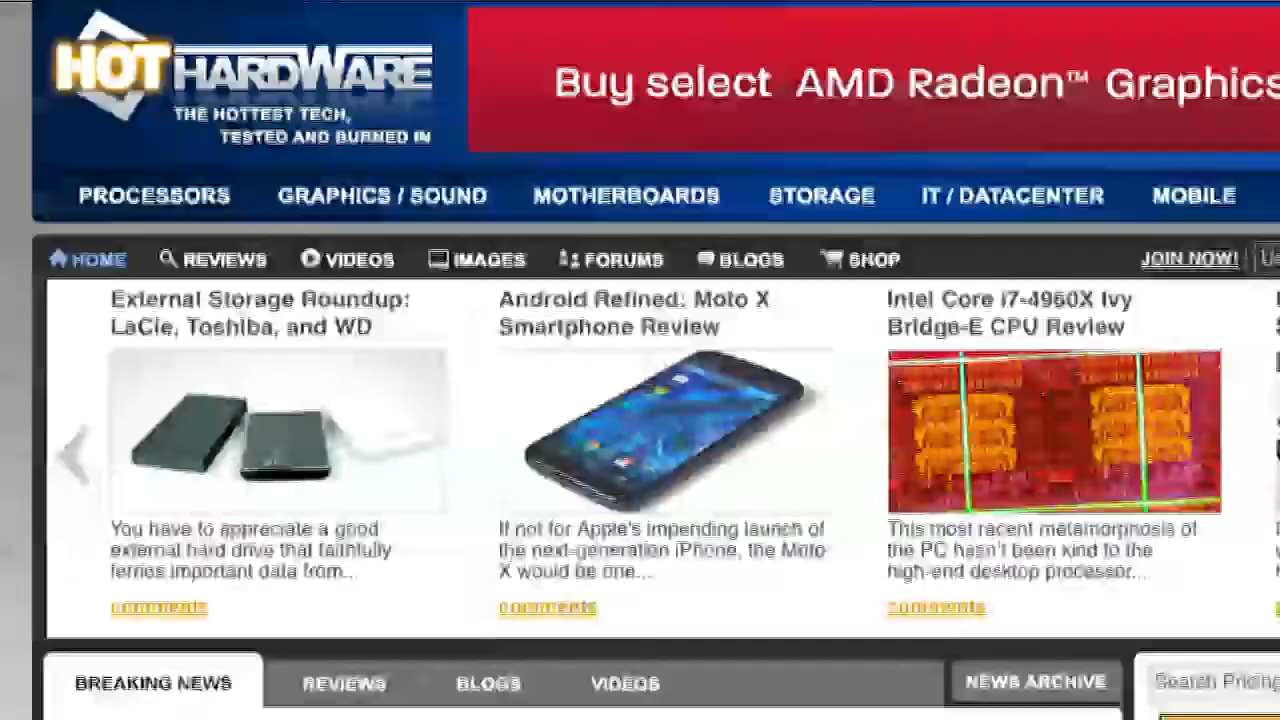 HOT HARDWARE
THE HOTTEST TECH,
TESTED AND BURNED IN
Buy select AMD Radeon™ Graphics
PROCESSORS GRAPHICS / SOUND MOTHERBOARDS STORAGE IT / DATACENTER MOBILE
HOME REVIEWS VIDEOS IMAGES FORUMS BLOGS SHOP JOIN NOW!
External Storage Roundup:
LaCie, Toshiba, and WD
You have to appreciate a good
external hard drive that faithfully
ferries important data from...
comments
Android Refined: Moto X
Smartphone Review
If not for Apple's impending launch of
the next-generation iPhone, the Moto
X would be one...
comments
Intel Core i7-4960X Ivy
Bridge-E CPU Review
This most recent metamorphosis of
the PC hasn't been kind to the
high-end desktop processor...
comments
BREAKING NEWS REVIEWS BLOGS VIDEOS NEWS ARCHIVE Search Pricing